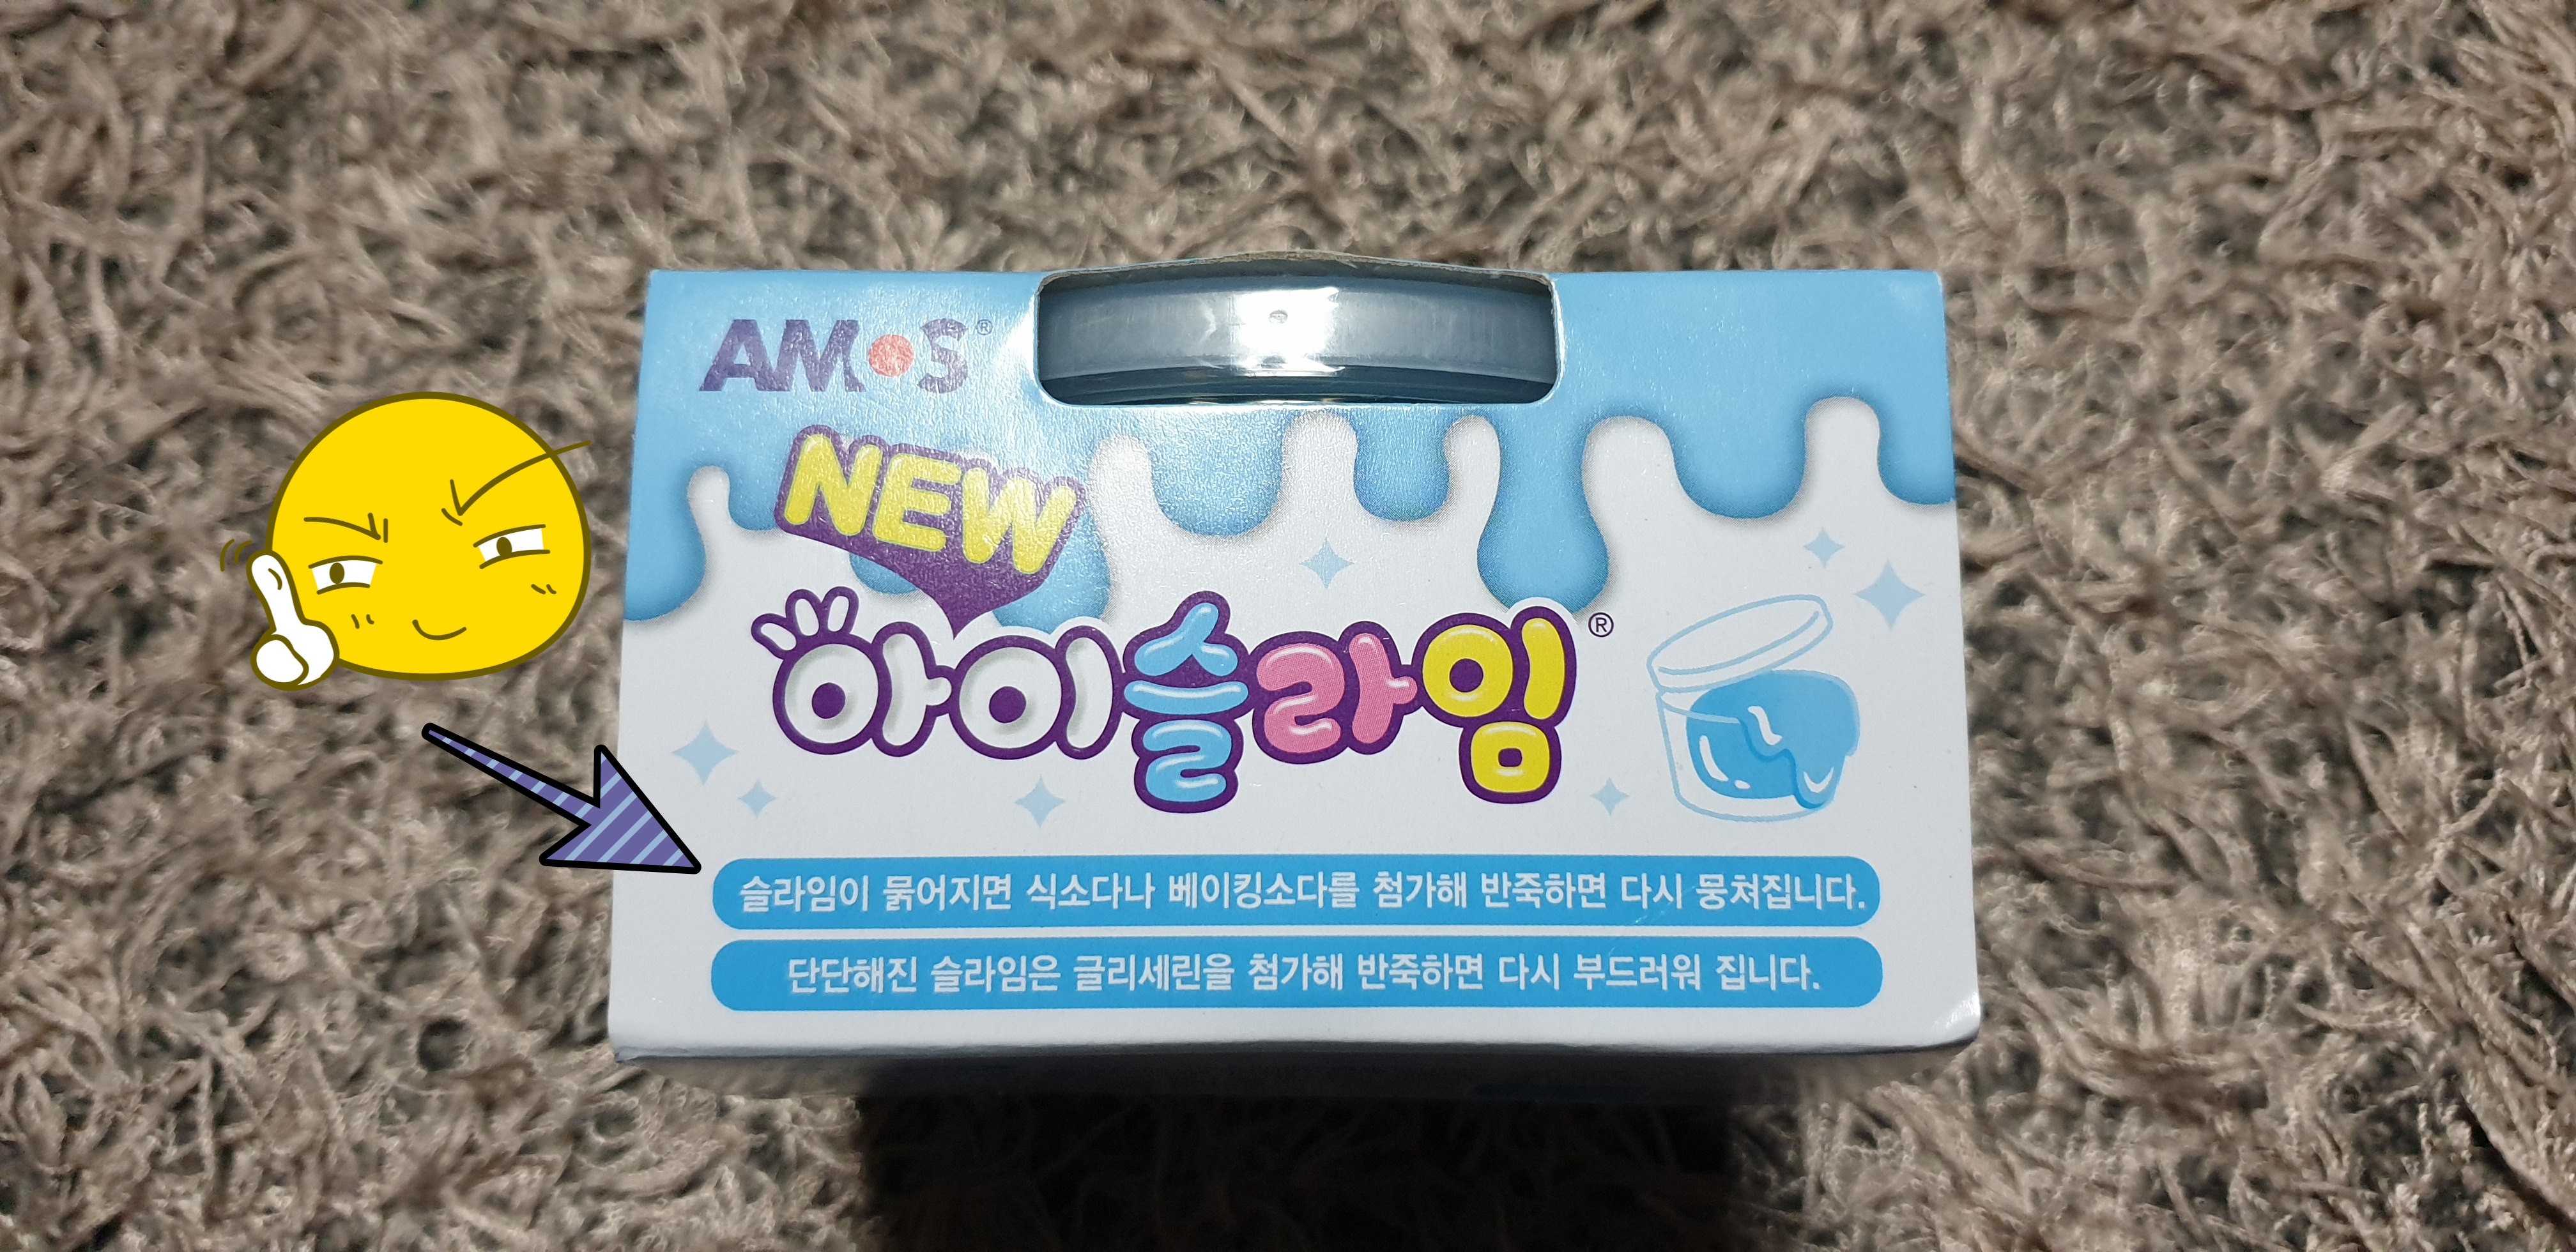 AMOS®
NEW
아이슬라임®
슬라임이 묽어지면 식소다나 베이킹소다를 첨가해 반죽하면 다시 뭉쳐집니다.
단단해진 슬라임은 글리세린을 첨가해 반죽하면 다시 부드러워 집니다.